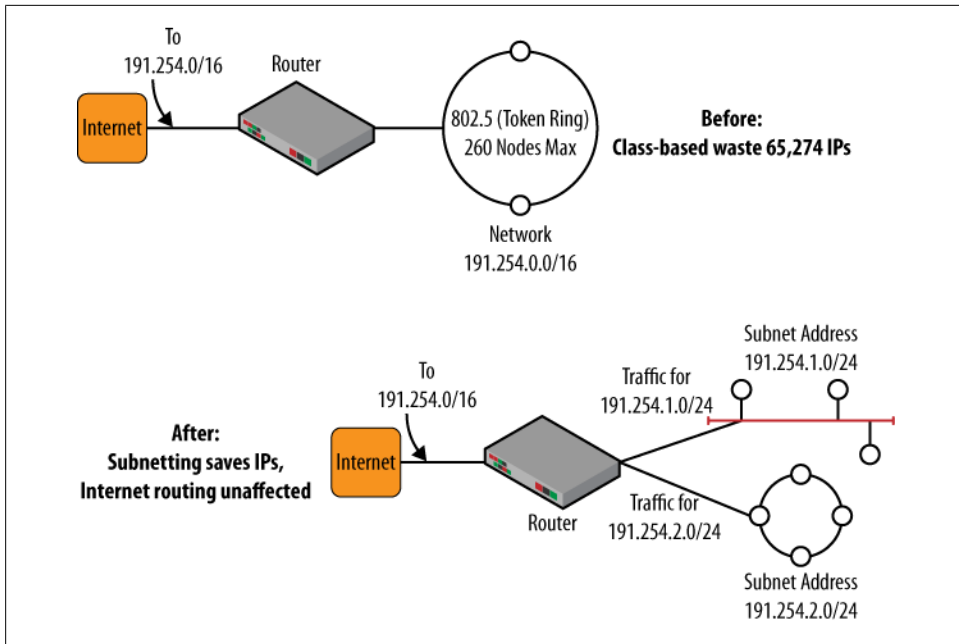 To
191.254.0/16
Router
Internet
802.5 (Token Ring)
260 Nodes Max
Before:
Class-based waste 65,274 IPs
Network
191.254.0.0/16
Subnet Address
191.254.1.0/24
To
191.254.0/16
Traffic for
191.254.1.0/24
After:
Subnetting saves IPs,
Internet routing unaffected
Internet
Router
Traffic for
191.254.2.0/24
Subnet Address
191.254.2.0/24